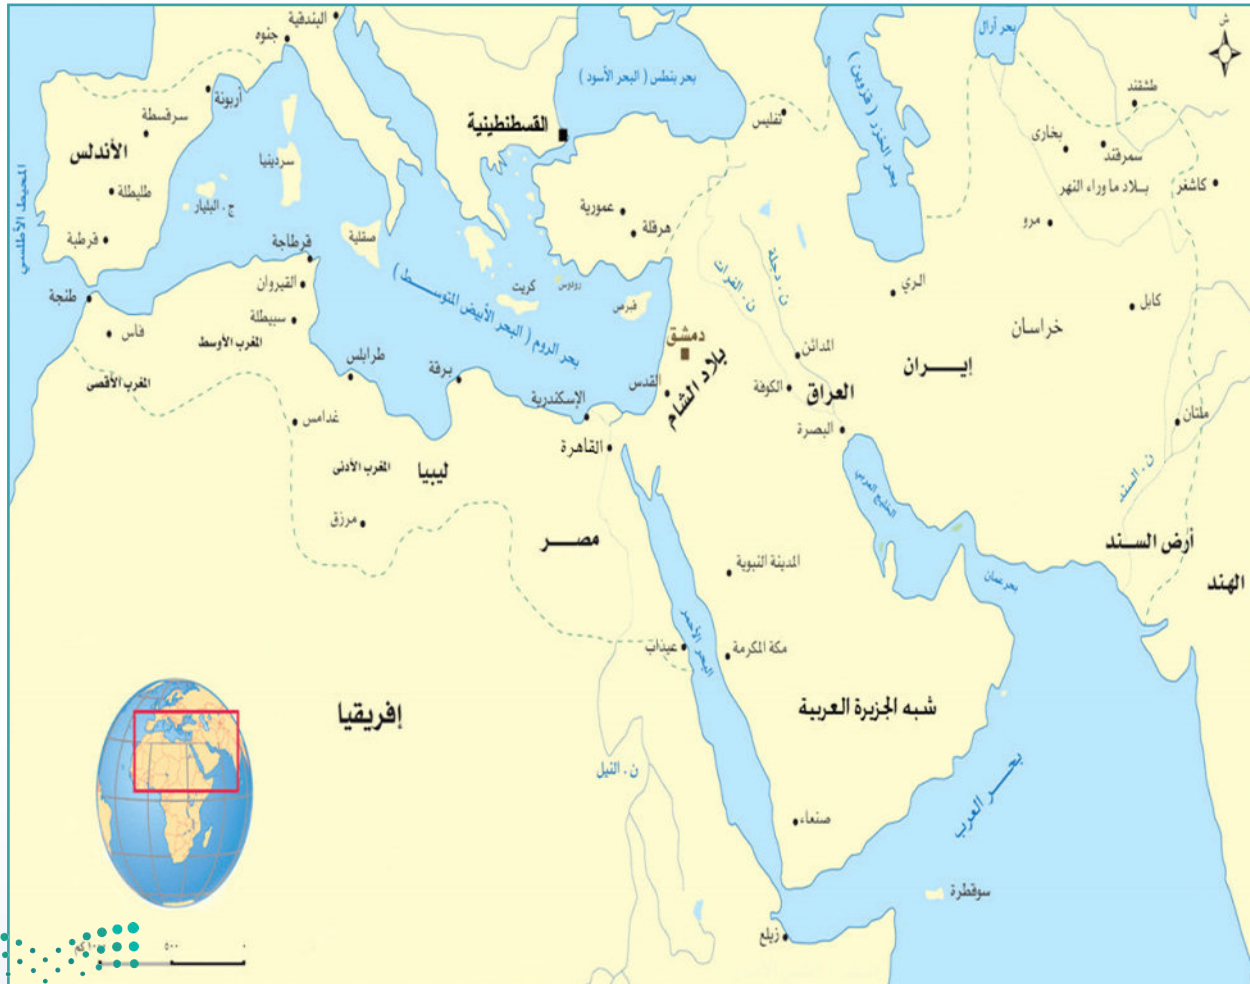 البندقية
جنوه
بحر آرال
ش
بحر بنطس ( البحر الأسود )
بحر الخزر ( قزوين )
طشقند
أربونة
سرقسطة
القسطنطينية
تفليس
بخارى
سمرقند
الأندلس
سردينيا
كاشغر
بلاد ما وراء النهر
المحيط الأطلسي
طليطلة
ج . البليار
عمورية
هرقلة
مرو
قرطبة
قرطاجة
صقلية
ن . دجلة
ن . الفرات
القيروان
رودوس
كريت
قبرص
الري
كابل
طنجة
سبيطلة
بحر الروم ( البحر الأبيض المتوسط )
خراسان
فاس
المغرب الأوسط
دمشق
المدائن
إيران
طرابلس
برقة
القدس
بلاد الشام
الكوفة
العراق
المغرب الأقصى
الإسكندرية
ملتان
غدامس
البصرة
القاهرة
ليبيا
المغرب الأدنى
الخليج العربي
ن . السند
مرزق
مصر
أرض السند
المدينة النبوية
بحر عمان
الهند
البحر الأحمر
عيذاب
مكة المكرمة
إفريقيا
شبه الجزيرة العربية
ن . النيل
بحر العرب
صنعاء
سوقطرة
زيلع
٠
٥٠٠
كم